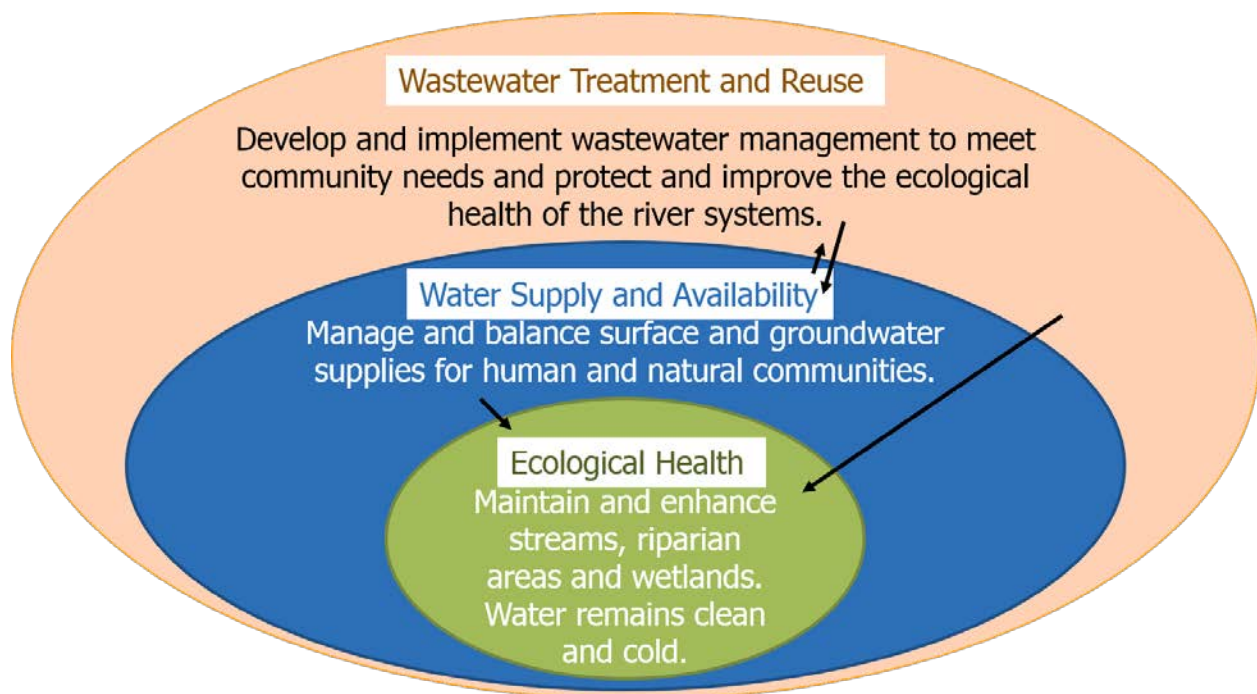 Wastewater Treatment and Reuse
Develop and implement wastewater management to meet
community needs and protect and improve the ecological
health of the river systems.
Water Supply and Availability
Manage and balance surface and groundwater
supplies for human and natural communities.
Ecological Health
Maintain and enhance
streams, riparian
areas and wetlands.
Water remains clean
and cold.